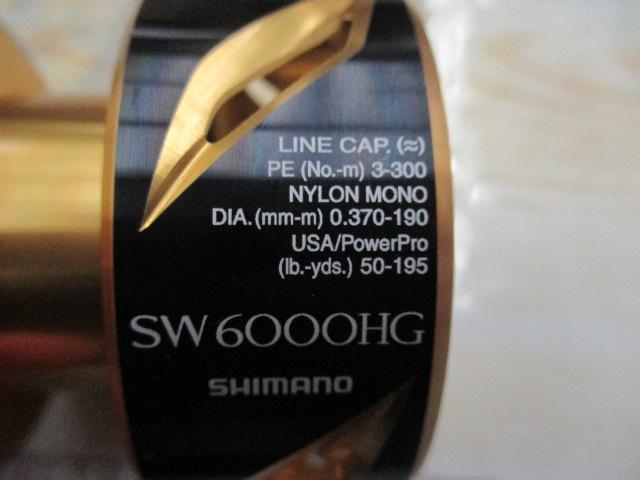 LINE CAP. (≈)
PE (No.-m) 3-300
NYLON MONO
DIA. (mm-m) 0.370-190
USA/PowerPro
(lb.-yds.) 50-195
SW6000HG
SHIMANO